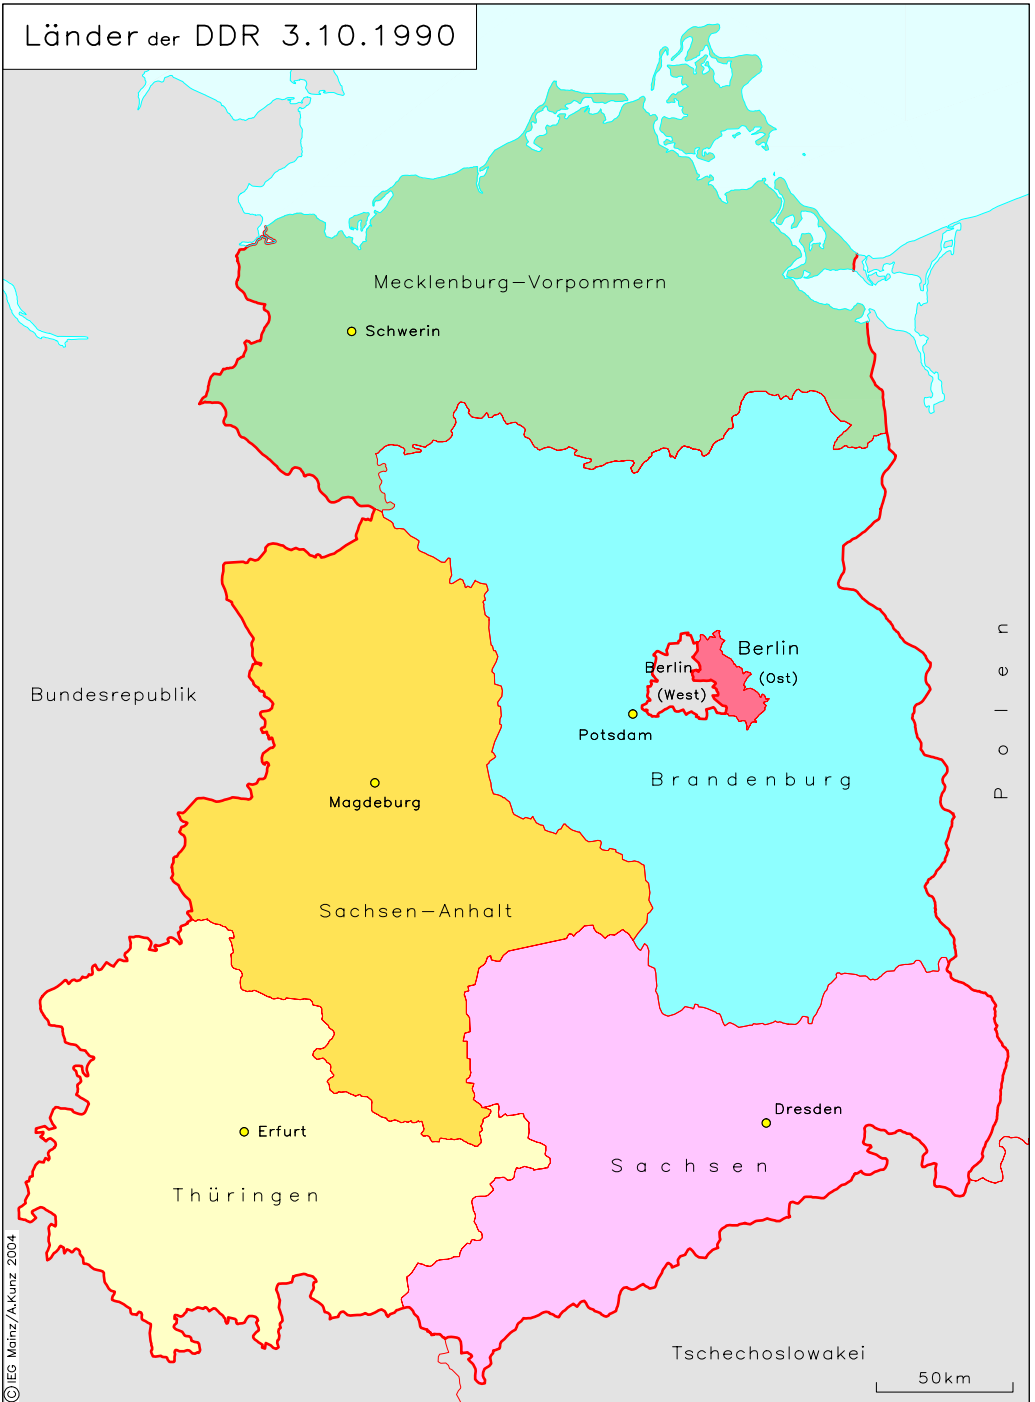 Länder der DDR 3.10.1990
Mecklenburg-Vorpommern
Schwerin
Polen
Berlin
(Ost)
Berlin
(West)
Bundesrepublik
Potsdam
Brandenburg
Magdeburg
Sachsen-Anhalt
Dresden
Erfurt
Sachsen
Thüringen
© IEG Mainz/A.Kunz 2004
Tschechoslowakei
50km